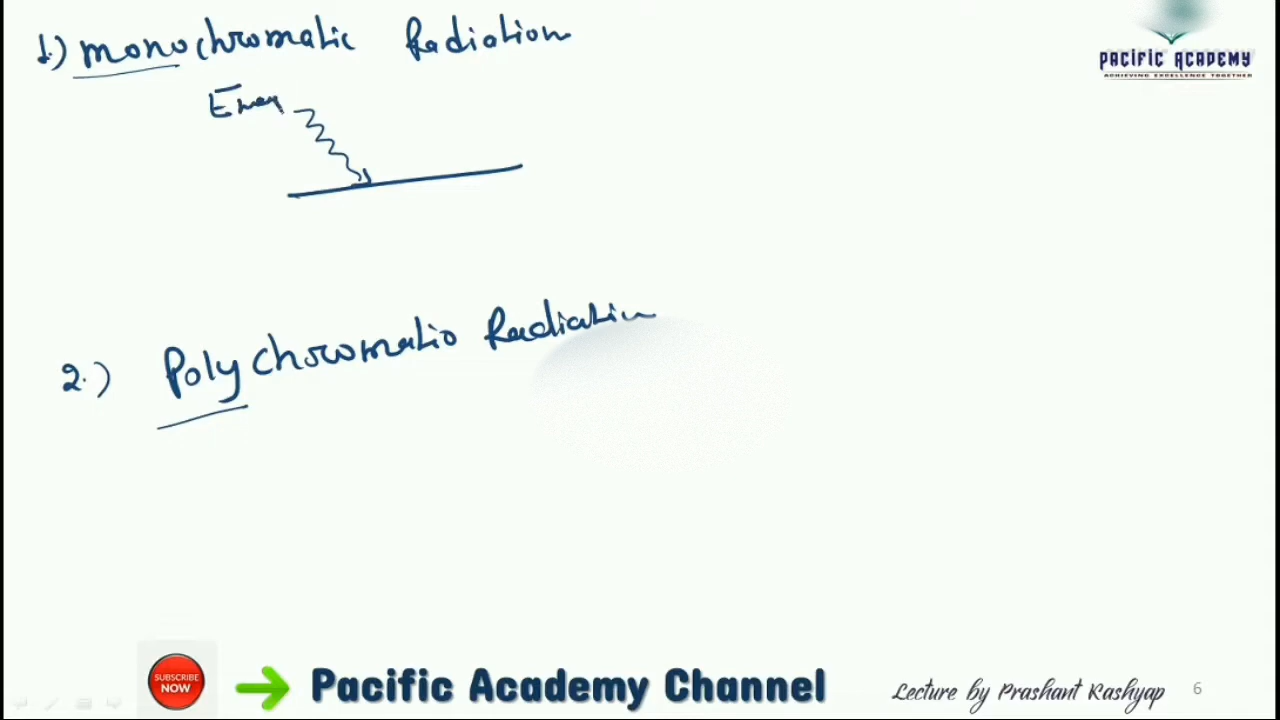 1.) monochromatic Radiation
PACIFIC ACADEMY
ACHIEVING EXCELLENCE TOGETHER
2.) Polychromatic Radiation
SUBSCRIBE
NOW
Pacific Academy Channel
Lecture by Prashant Kashyap
6